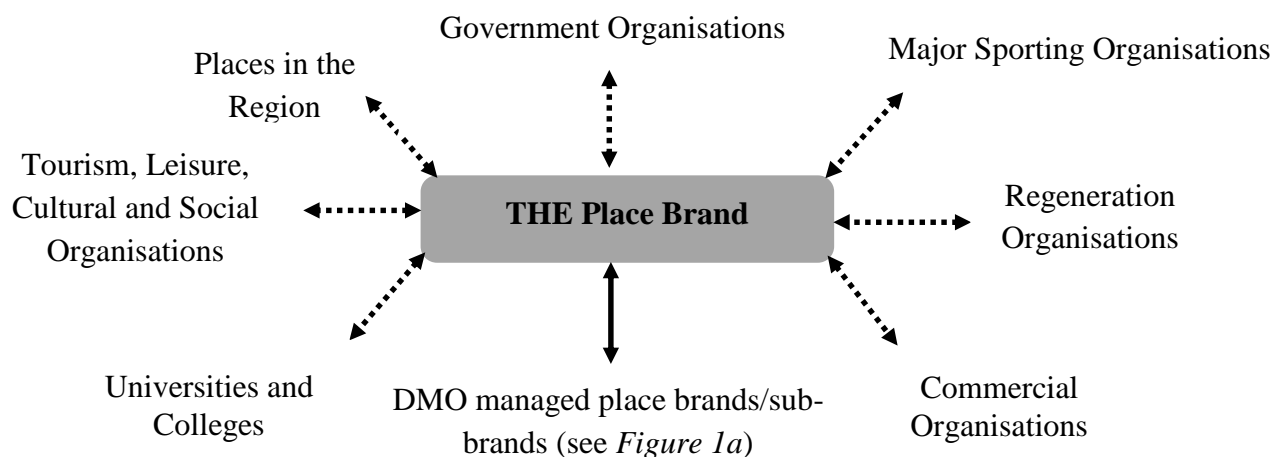 Government Organisations
Major Sporting Organisations
Places in the
Region
Tourism, Leisure,
Cultural and Social
Organisations
THE Place Brand
Regeneration
Organisations
Universities and
Colleges
DMO managed place brands/sub-
brands (see Figure 1a)
Commercial
Organisations